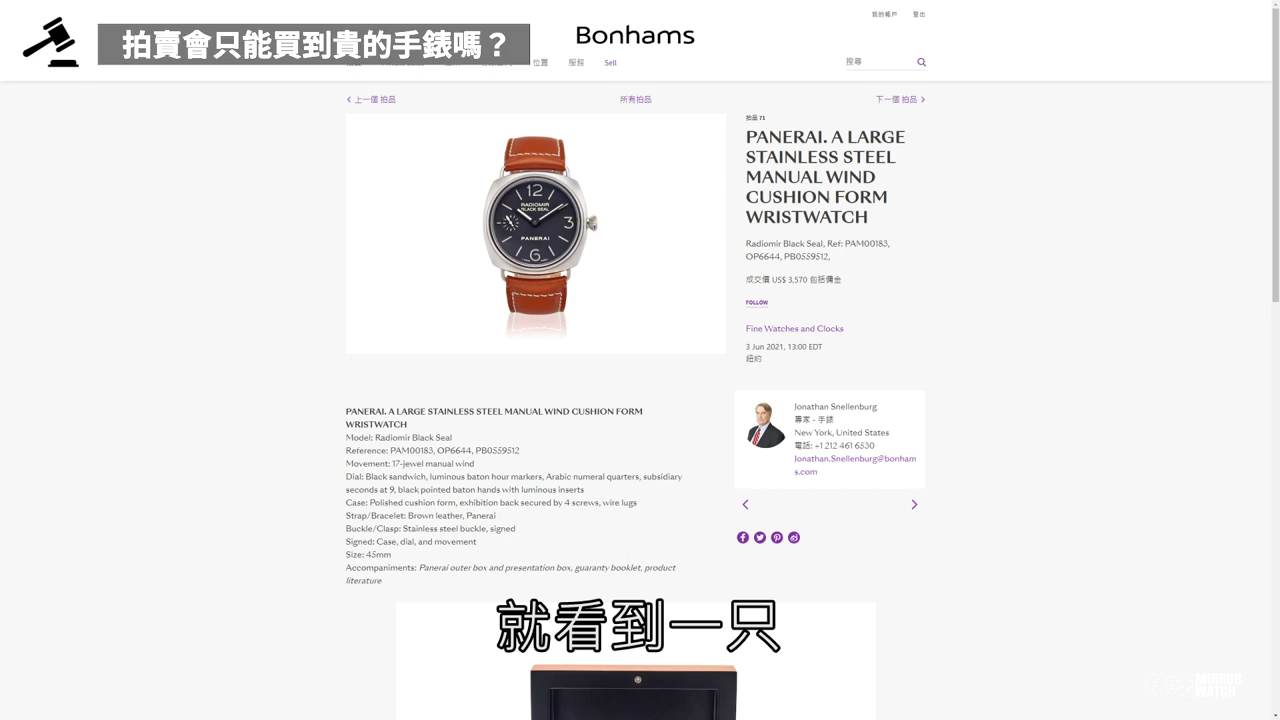 我的帳戶
登出
拍賣會只能買到貴的手錶嗎？
Bonhams
位置
服務
Sell
搜尋
上一個 拍品
所有拍品
下一個 拍品
拍品 71
PANERAI. A LARGE
STAINLESS STEEL
MANUAL WIND
CUSHION FORM
WRISTWATCH
Radiomir Black Seal, Ref: PAM00183,
OP6644, PB0559512,
成交價 US$ 3,570 包括傭金
FOLLOW
Fine Watches and Clocks
3 Jun 2021, 13:00 EDT
紐約
12
RADIOMIR
BLACK SEAL
3
PANERAI
6
Jonathan Snellenburg
專家 - 手錶
New York, United States
電話: +1 212 461 6530
Jonathan.Snellenburg@bonham
s.com
PANERAI. A LARGE STAINLESS STEEL MANUAL WIND CUSHION FORM
WRISTWATCH
Model: Radiomir Black Seal
Reference: PAM00183, OP6644, PB0559512
Movement: 17-jewel manual wind
Dial: Black sandwich, luminous baton hour markers, Arabic numeral quarters, subsidiary
seconds at 9, black pointed baton hands with luminous inserts
Case: Polished cushion form, exhibition back secured by 4 screws, wire lugs
Strap/Bracelet: Brown leather, Panerai
Buckle/Clasp: Stainless steel buckle, signed
Signed: Case, dial, and movement
Size: 45mm
Accompaniments: Panerai outer box and presentation box, guaranty booklet, product
literature
就看到一只
MIRROR
WATCH